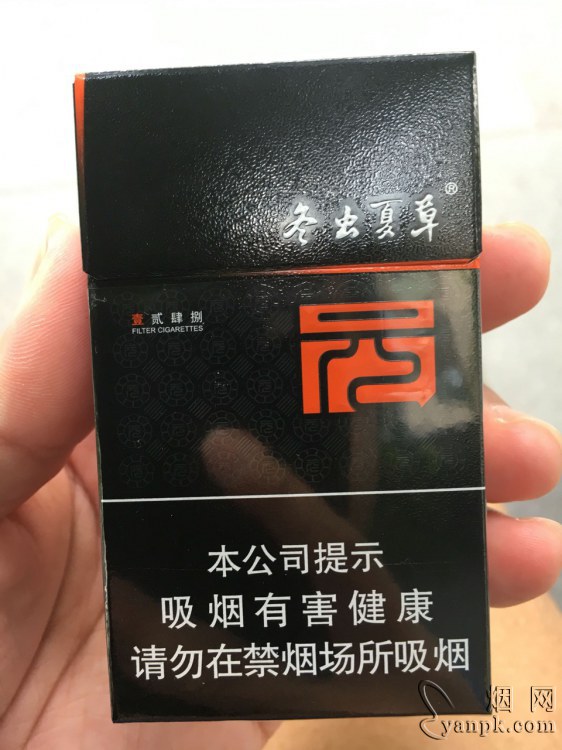 冬虫夏草®
壹贰肆捌
FILTER CIGARETTES
元
本公司提示
吸烟有害健康
请勿在禁烟场所吸烟
烟网
yanpk.com